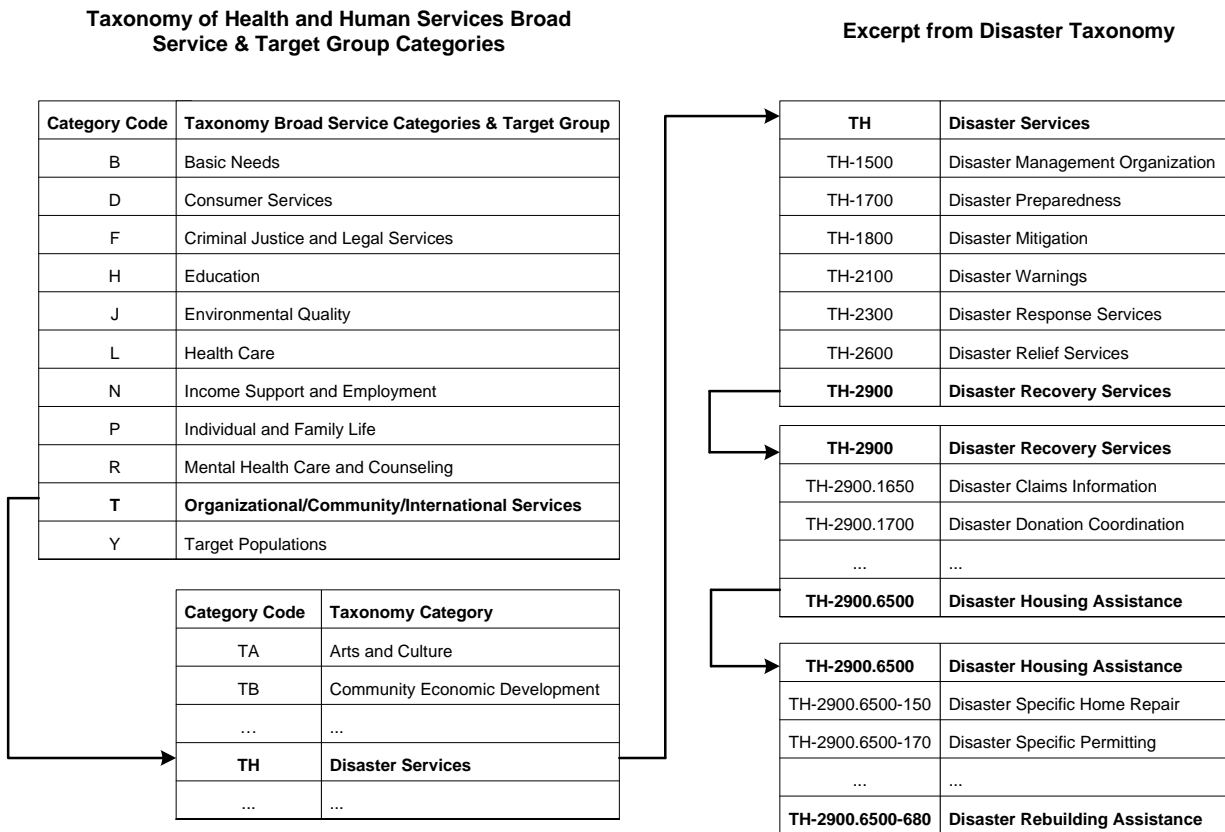 Taxonomy of Health and Human Services Broad
Service & Target Group Categories
Category Code Taxonomy Broad Service Categories & Target Group
B Basic Needs
D Consumer Services
F Criminal Justice and Legal Services
H Education
J Environmental Quality
L Health Care
N Income Support and Employment
P Individual and Family Life
R Mental Health Care and Counseling
T Organizational/Community/International Services
Y Target Populations
Category Code Taxonomy Category
TA Arts and Culture
TB Community Economic Development
... ...
TH Disaster Services
... ...
Excerpt from Disaster Taxonomy
TH Disaster Services
TH-1500 Disaster Management Organization
TH-1700 Disaster Preparedness
TH-1800 Disaster Mitigation
TH-2100 Disaster Warnings
TH-2300 Disaster Response Services
TH-2600 Disaster Relief Services
TH-2900 Disaster Recovery Services
TH-2900 Disaster Recovery Services
TH-2900.1650 Disaster Claims Information
TH-2900.1700 Disaster Donation Coordination
... ...
TH-2900.6500 Disaster Housing Assistance
TH-2900.6500 Disaster Housing Assistance
TH-2900.6500-150 Disaster Specific Home Repair
TH-2900.6500-170 Disaster Specific Permitting
... ...
TH-2900.6500-680 Disaster Rebuilding Assistance